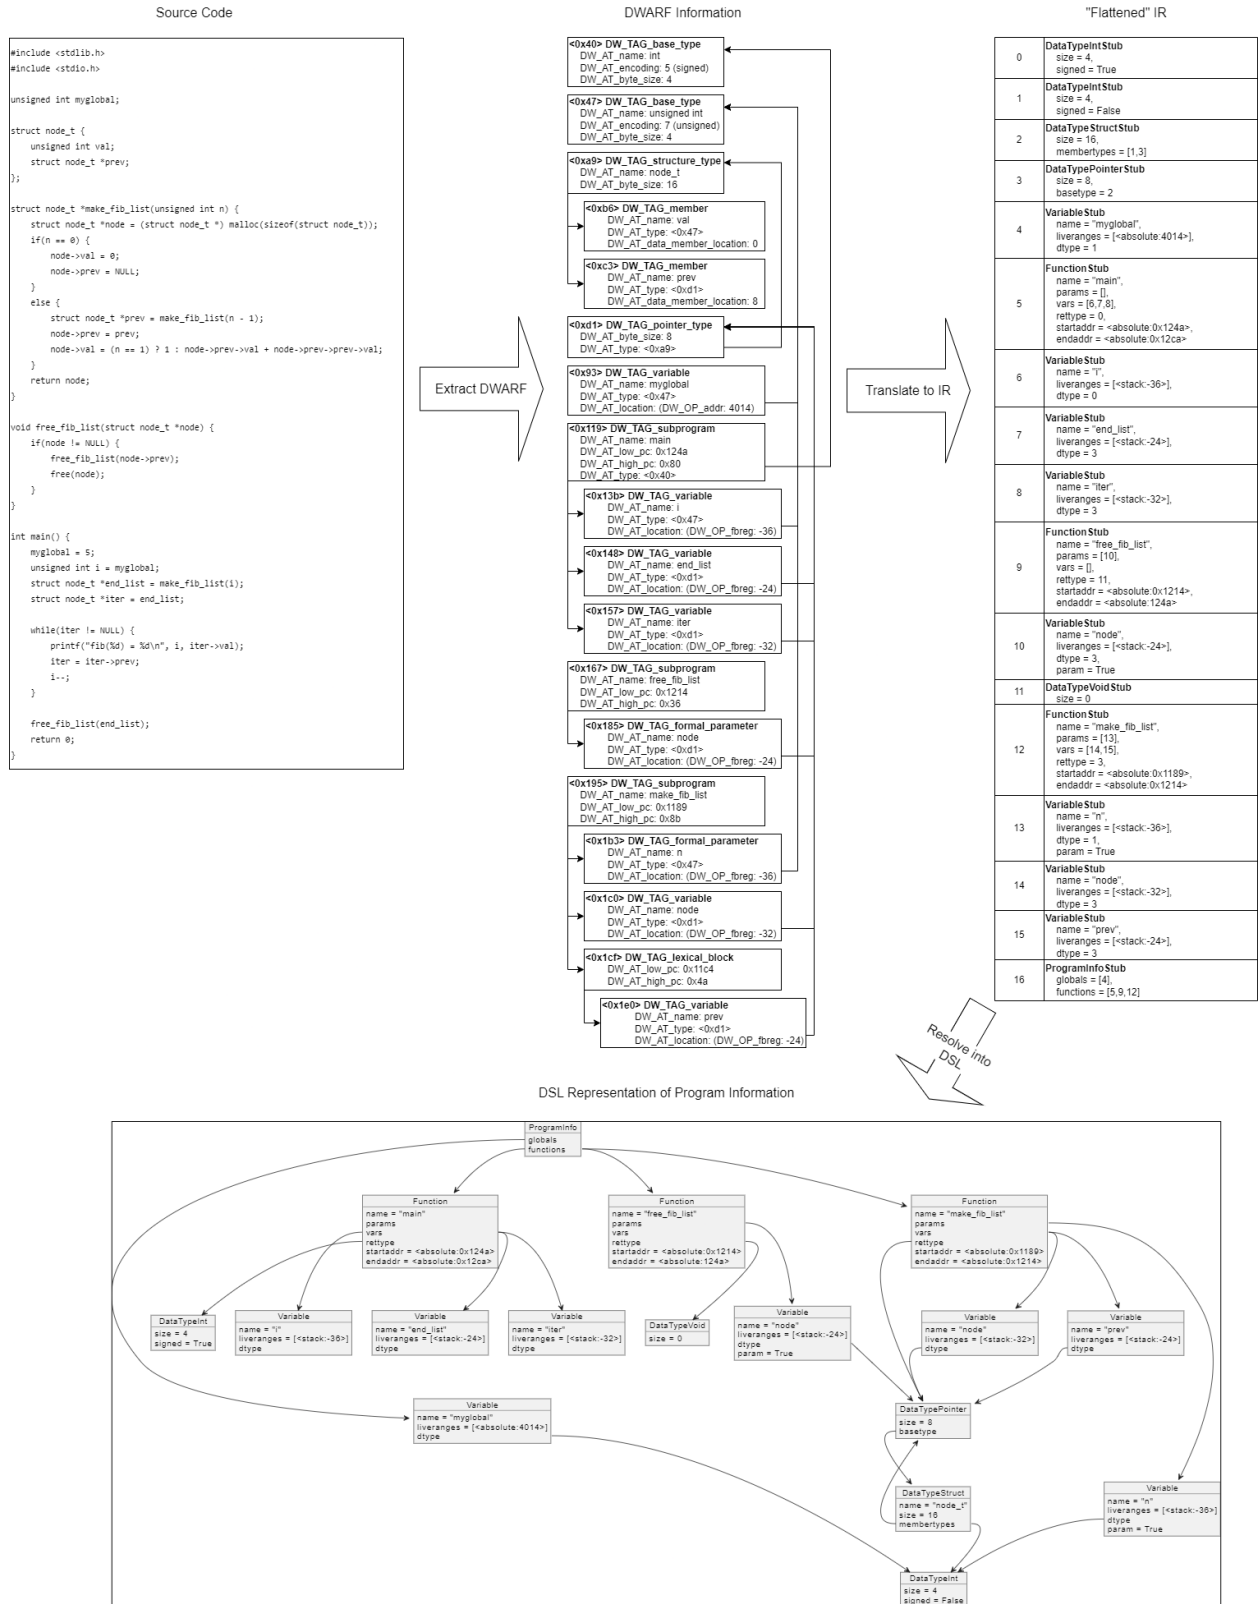 Source Code
#include <stdlib.h>
#include <stdio.h>
unsigned int myglobal;
struct node_t {
unsigned int val;
struct node_t *prev;
};
struct node_t *make_fib_list(unsigned int n) {
struct node_t *node = (struct node_t *) malloc(sizeof(struct node_t));
if(n == 0) {
node->val = 0;
node->prev = NULL;
}
else {
struct node_t *prev = make_fib_list(n - 1);
node->prev = prev;
node->val = (n == 1) ? 1 : node->prev->val + node->prev->prev->val;
}
return node;
}
void free_fib_list(struct node_t *node) {
if(node != NULL) {
free_fib_list(node->prev);
free(node);
}
}
int main() {
myglobal = 5;
unsigned int i = myglobal;
struct node_t *end_list = make_fib_list(i);
struct node_t *iter = end_list;
while(iter != NULL) {
printf("fib(%d) = %d\n", i, iter->val);
iter = iter->prev;
i--;
}
free_fib_list(end_list);
return 0;
}
Extract DWARF
DWARF Information
<0x40> DW_TAG_base_type
DW_AT_name: int
DW_AT_encoding: 5 (signed)
DW_AT_byte_size: 4
<0x47> DW_TAG_base_type
DW_AT_name: unsigned int
DW_AT_encoding: 7 (unsigned)
DW_AT_byte_size: 4
<0xa9> DW_TAG_structure_type
DW_AT_name: node_t
DW_AT_byte_size: 16
<0xb6> DW_TAG_member
DW_AT_name: val
DW_AT_type: <0x47>
DW_AT_data_member_location: 0
<0xc3> DW_TAG_member
DW_AT_name: prev
DW_AT_type: <0xd1>
DW_AT_data_member_location: 8
<0xd1> DW_TAG_pointer_type
DW_AT_byte_size: 8
DW_AT_type: <0xa9>
<0x93> DW_TAG_variable
DW_AT_name: myglobal
DW_AT_type: <0x47>
DW_AT_location: (DW_OP_addr: 4014)
<0x119> DW_TAG_subprogram
DW_AT_name: main
DW_AT_low_pc: 0x124a
DW_AT_high_pc: 0x80
DW_AT_type: <0x40>
<0x13b> DW_TAG_variable
DW_AT_name: i
DW_AT_type: <0x47>
DW_AT_location: (DW_OP_fbreg: -36)
<0x148> DW_TAG_variable
DW_AT_name: end_list
DW_AT_type: <0xd1>
DW_AT_location: (DW_OP_fbreg: -24)
<0x157> DW_TAG_variable
DW_AT_name: iter
DW_AT_type: <0xd1>
DW_AT_location: (DW_OP_fbreg: -32)
<0x167> DW_TAG_subprogram
DW_AT_name: free_fib_list
DW_AT_low_pc: 0x1214
DW_AT_high_pc: 0x36
<0x185> DW_TAG_formal_parameter
DW_AT_name: node
DW_AT_type: <0xd1>
DW_AT_location: (DW_OP_fbreg: -24)
<0x195> DW_TAG_subprogram
DW_AT_name: make_fib_list
DW_AT_low_pc: 0x1189
DW_AT_high_pc: 0x8b
<0x1b3> DW_TAG_formal_parameter
DW_AT_name: n
DW_AT_type: <0x47>
DW_AT_location: (DW_OP_fbreg: -36)
<0x1c0> DW_TAG_variable
DW_AT_name: node
DW_AT_type: <0xd1>
DW_AT_location: (DW_OP_fbreg: -32)
<0x1cf> DW_TAG_lexical_block
DW_AT_low_pc: 0x11c4
DW_AT_high_pc: 0x4a
<0x1e0> DW_TAG_variable
DW_AT_name: prev
DW_AT_type: <0xd1>
DW_AT_location: (DW_OP_fbreg: -24)
Translate to IR
"Flattened" IR
0
DataTypeIntStub
size = 4,
signed = True
1
DataTypeIntStub
size = 4,
signed = False
2
DataTypeStructStub
size = 16,
membertypes = [1,3]
3
DataTypePointerStub
size = 8,
basetype = 2
4
VariableStub
name = "myglobal",
liveranges = [<absolute:4014>],
dtype = 1
5
FunctionStub
name = "main",
params = [],
vars = [6,7,8],
rettype = 0,
startaddr = <absolute:0x124a>,
endaddr = <absolute:0x12ca>
6
VariableStub
name = "i",
liveranges = [<stack:-36>],
dtype = 0
7
VariableStub
name = "end_list",
liveranges = [<stack:-24>],
dtype = 3
8
VariableStub
name = "iter",
liveranges = [<stack:-32>],
dtype = 3
9
FunctionStub
name = "free_fib_list",
params = [10],
vars = [],
rettype = 11,
startaddr = <absolute:0x1214>,
endaddr = <absolute:124a>
10
VariableStub
name = "node",
liveranges = [<stack:-24>],
dtype = 3,
param = True
11
DataTypeVoidStub
size = 0
12
FunctionStub
name = "make_fib_list",
params = [13],
vars = [14,15],
rettype = 3,
startaddr = <absolute:0x1189>,
endaddr = <absolute:0x1214>
13
VariableStub
name = "n",
liveranges = [<stack:-36>],
dtype = 1,
param = True
14
VariableStub
name = "node",
liveranges = [<stack:-32>],
dtype = 3
15
VariableStub
name = "prev",
liveranges = [<stack:-24>],
dtype = 3
16
ProgramInfoStub
globals = [4],
functions = [5,9,12]
Resolve into
DSL
DSL Representation of Program Information
ProgramInfo
globals
functions
Function
name = "main"
params
vars
rettype
startaddr = <absolute:0x124a>
endaddr = <absolute:0x12ca>
Function
name = "free_fib_list"
params
vars
rettype
startaddr = <absolute:0x1214>
endaddr = <absolute:124a>
Function
name = "make_fib_list"
params
vars
rettype
startaddr = <absolute:0x1189>
endaddr = <absolute:0x1214>
DataTypeInt
size = 4
signed = True
Variable
name = "i"
liveranges = [<stack:-36>]
dtype
Variable
name = "end_list"
liveranges = [<stack:-24>]
dtype
Variable
name = "iter"
liveranges = [<stack:-32>]
dtype
DataTypeVoid
size = 0
Variable
name = "node"
liveranges = [<stack:-24>]
dtype
param = True
Variable
name = "node"
liveranges = [<stack:-32>]
dtype
Variable
name = "prev"
liveranges = [<stack:-24>]
dtype
Variable
name = "myglobal"
liveranges = [<absolute:4014>]
dtype
DataTypePointer
size = 8
basetype
DataTypeStruct
name = "node_t"
size = 16
membertypes
Variable
name = "n"
liveranges = [<stack:-36>]
dtype
param = True
DataTypeInt
size = 4
signed = False